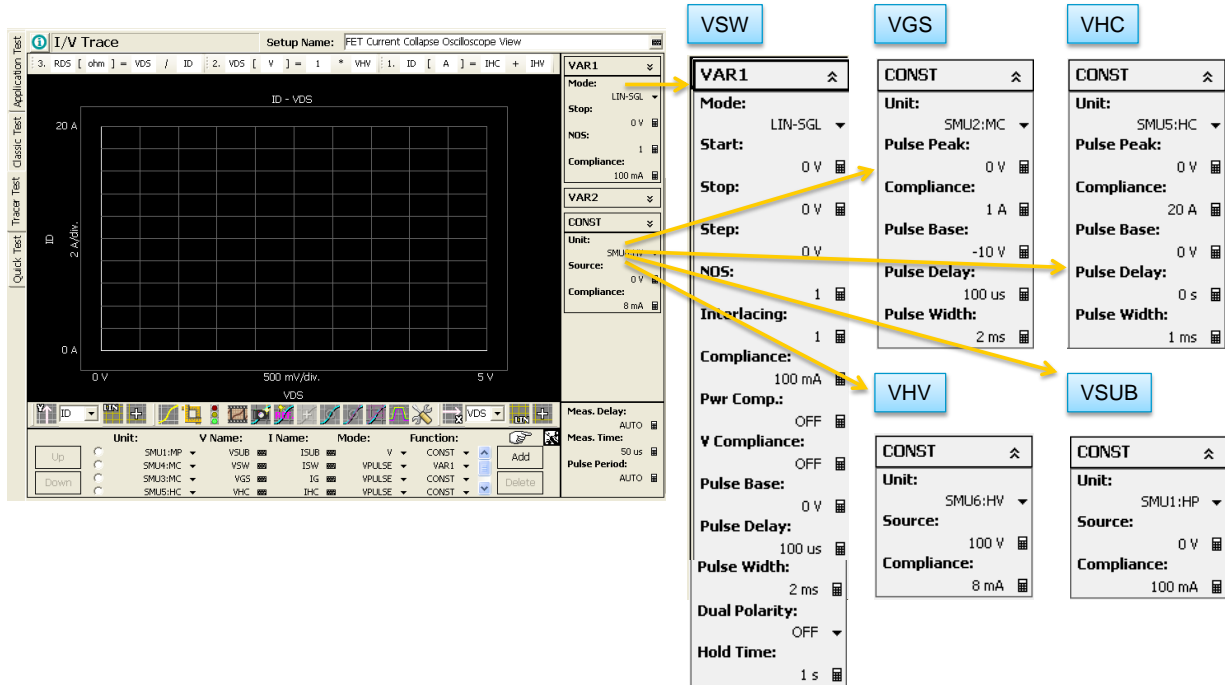 Application Test
Classic Test
Tracer Test
Quick Test
I/V Trace
Setup Name: FET Current Collapse Oscilloscope View
3. RDS [ ohm ] = VDS / ID
2. VDS [ V ] = 1 * VHV
1. ID [ A ] = IHC + IHV
ID - VDS
20 A
ID
2 A/div.
0 A
0 V
500 mV/div.
5 V
VDS
VAR1
Mode:
LIN-SGL
Stop:
0 V
NOS:
1
Compliance:
100 mA
VAR2
CONST
Unit:
Source:
0 V
Compliance:
8 mA
Y1 ID
LIN
X VDS
LIN
Unit: V Name: I Name: Mode: Function:
Up
Down
SMU1:MP VSUB ISUB V CONST
SMU4:MC VSW ISW VPULSE VAR1
SMU3:MC VGS IG VPULSE CONST
SMU5:HC VHC IHC VPULSE CONST
Add
Delete
Meas. Delay:
AUTO
Meas. Time:
50 us
Pulse Period:
AUTO
VSW
VAR1
Mode:
LIN-SGL
Start:
0 V
Stop:
0 V
Step:
0 V
NOS:
1
Interlacing:
1
Compliance:
100 mA
Pwr Comp.:
OFF
V Compliance:
OFF
Pulse Base:
0 V
Pulse Delay:
100 us
Pulse Width:
2 ms
Dual Polarity:
OFF
Hold Time:
1 s
VGS
CONST
Unit:
SMU2:MC
Pulse Peak:
0 V
Compliance:
1 A
Pulse Base:
-10 V
Pulse Delay:
100 us
Pulse Width:
2 ms
VHC
CONST
Unit:
SMU5:HC
Pulse Peak:
0 V
Compliance:
20 A
Pulse Base:
0 V
Pulse Delay:
0 s
Pulse Width:
1 ms
VHV
CONST
Unit:
SMU6:HV
Source:
100 V
Compliance:
8 mA
VSUB
CONST
Unit:
SMU1:HP
Source:
0 V
Compliance:
100 mA